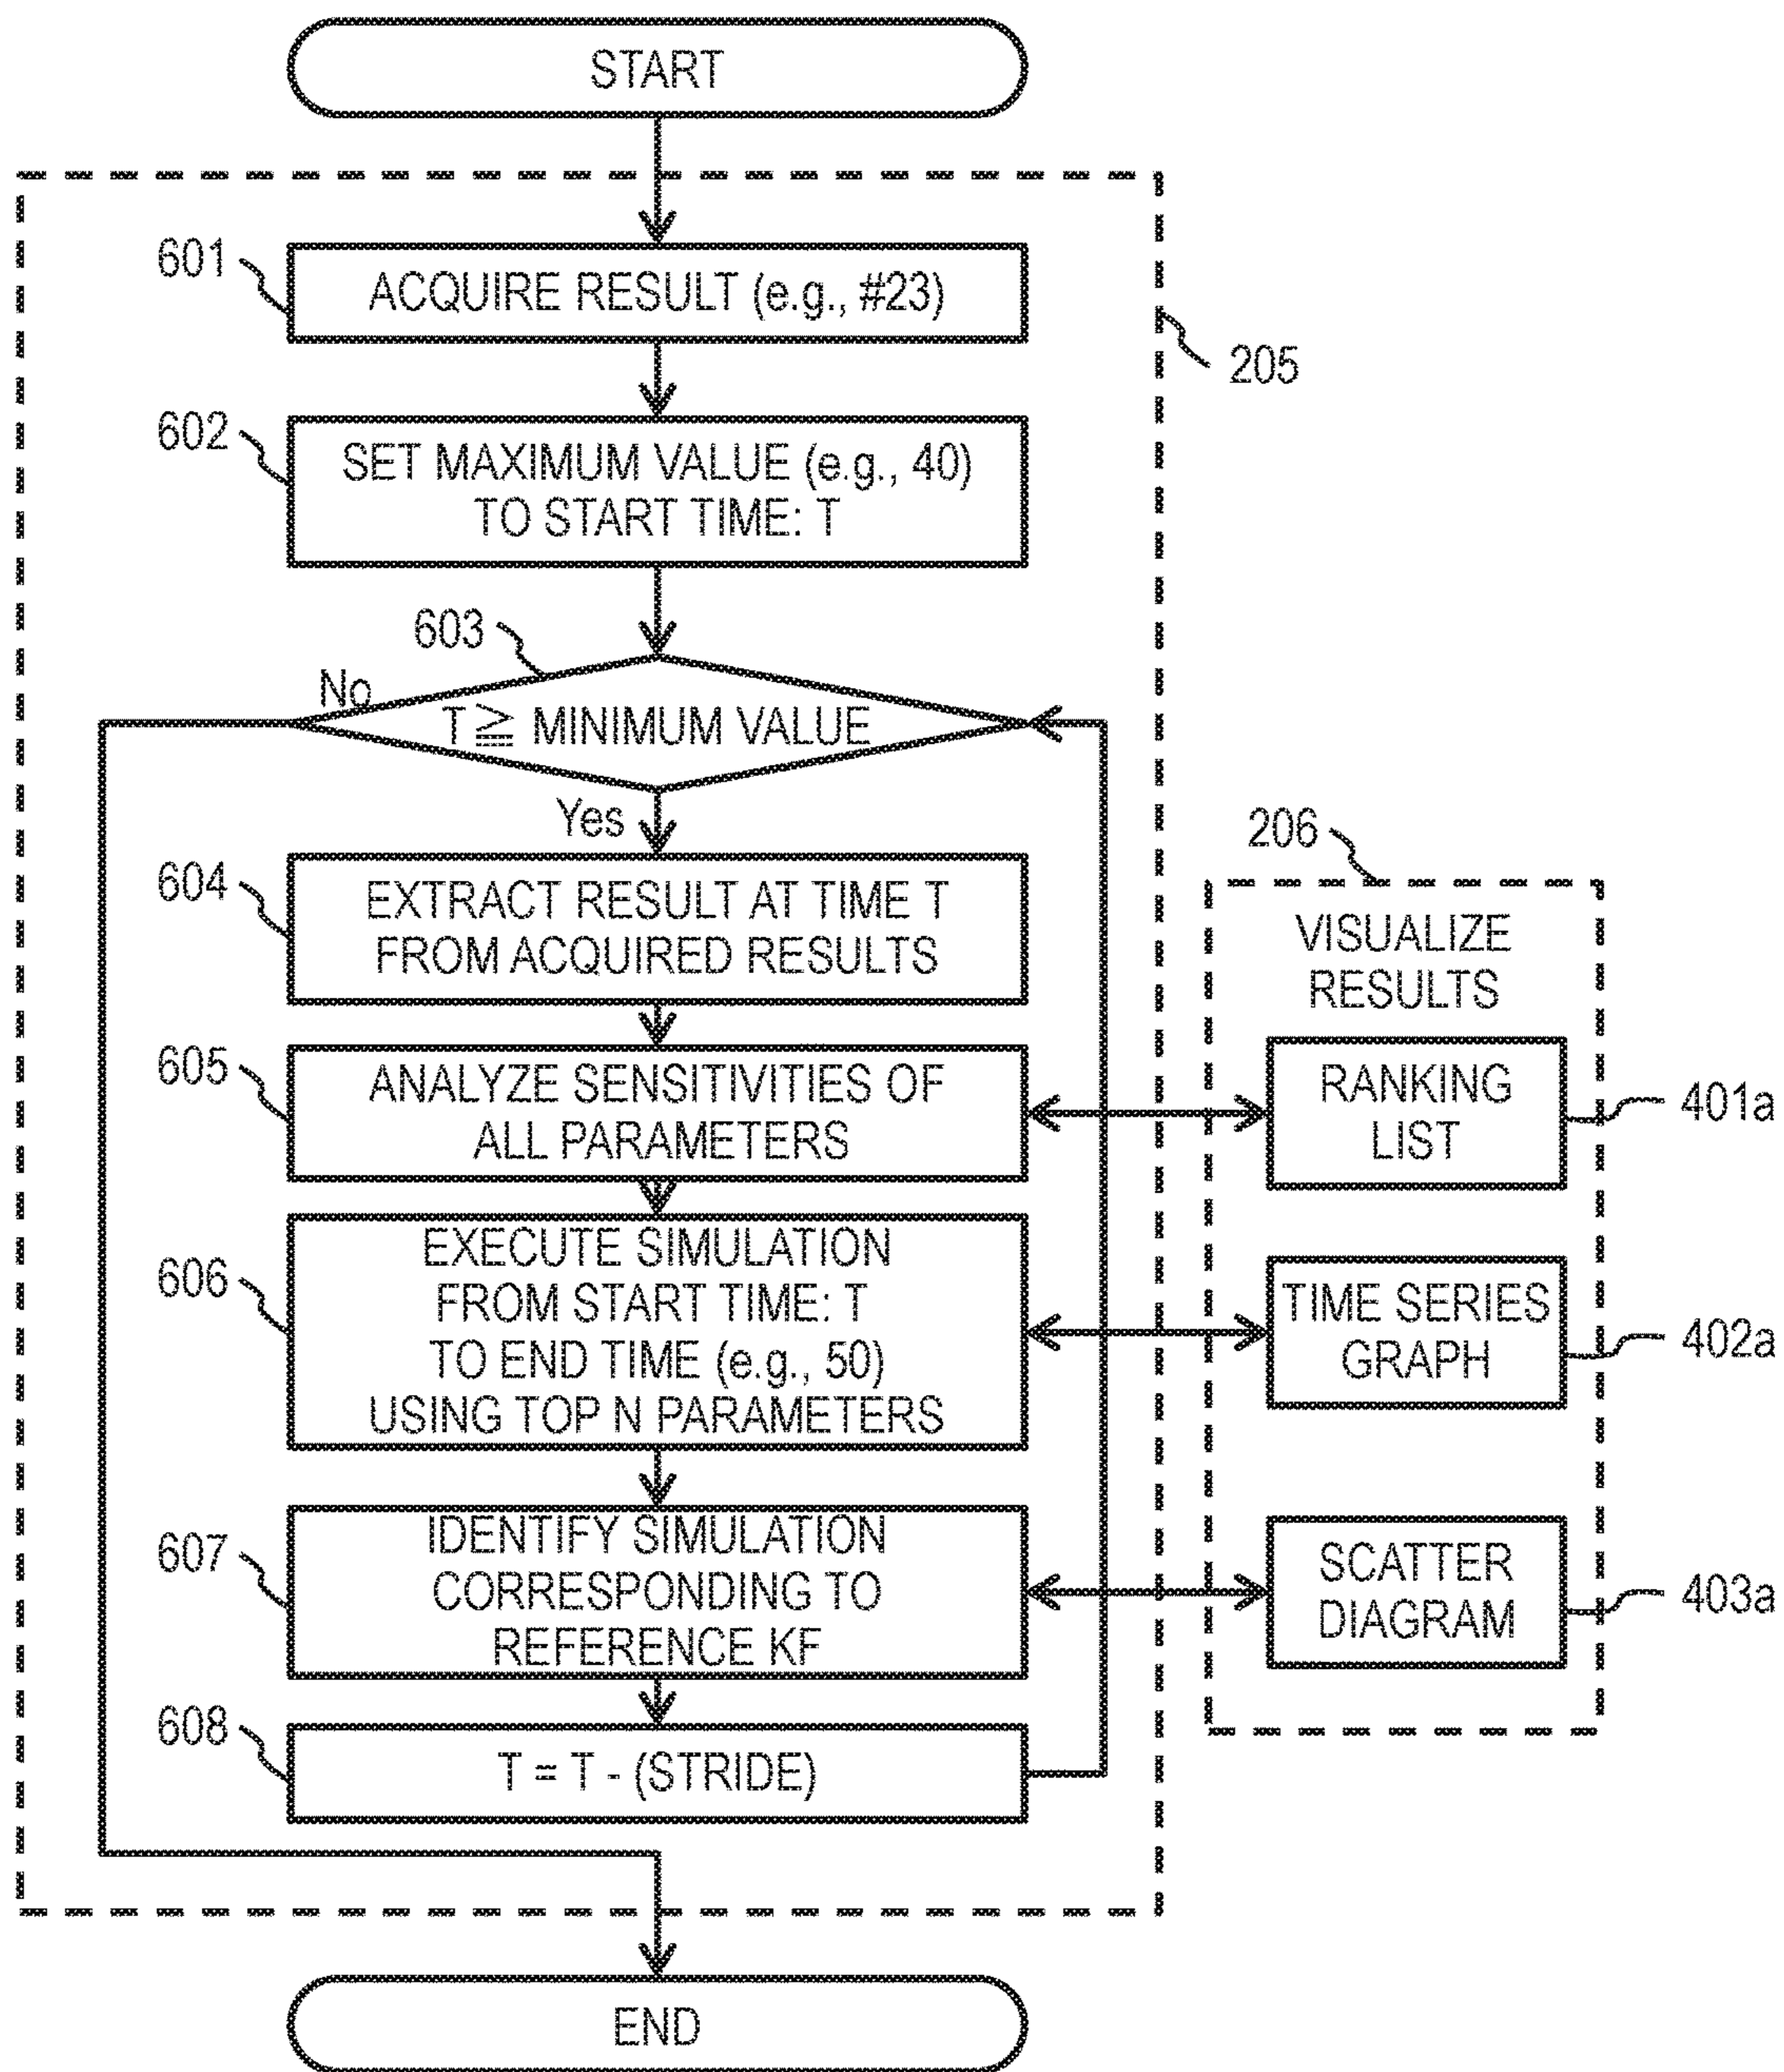 START
601
ACQUIRE RESULT (e.g., #23)
205
602
SET MAXIMUM VALUE (e.g., 40)
TO START TIME: T
603
No
T ≧ MINIMUM VALUE
Yes
604
EXTRACT RESULT AT TIME T
FROM ACQUIRED RESULTS
206
VISUALIZE
RESULTS
605
ANALYZE SENSITIVITIES OF
ALL PARAMETERS
RANKING
LIST
401a
606
EXECUTE SIMULATION
FROM START TIME: T
TO END TIME (e.g., 50)
USING TOP N PARAMETERS
TIME SERIES
GRAPH
402a
607
IDENTIFY SIMULATION
CORRESPONDING TO
REFERENCE KF
SCATTER
DIAGRAM
403a
608
T = T - (STRIDE)
END